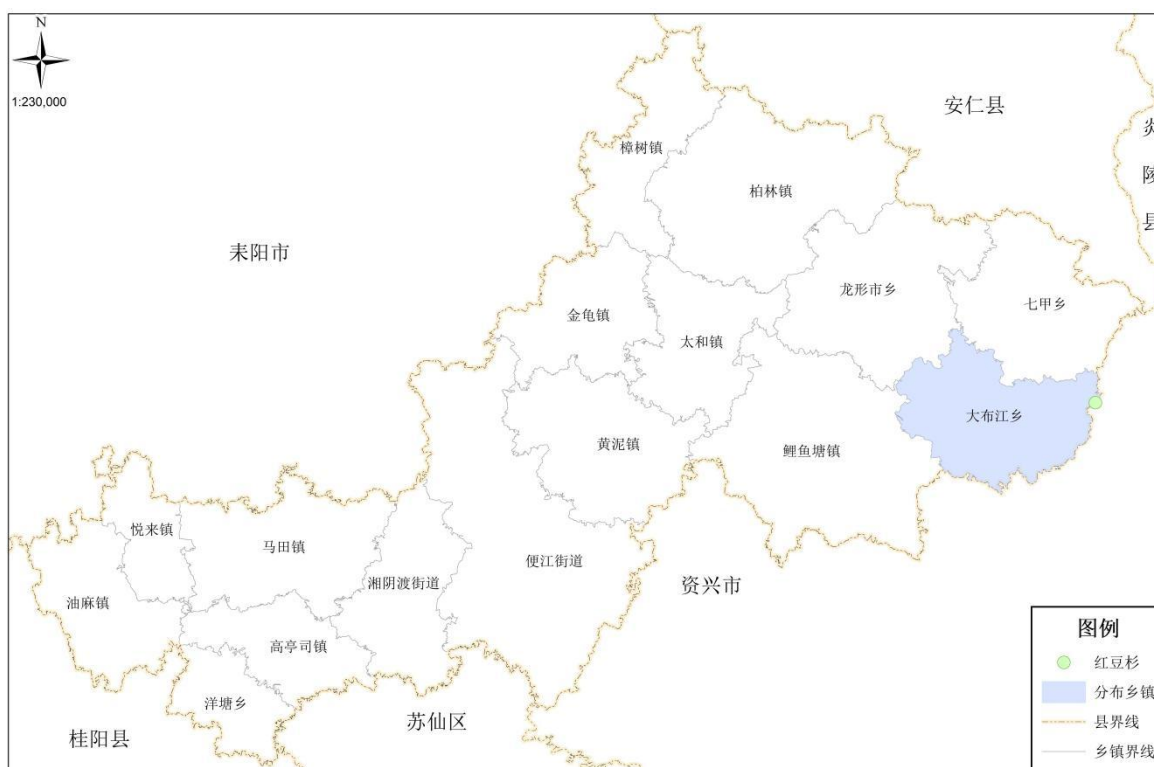 N
1:230,000
安仁县
炎
陵
县
樟树镇
柏林镇
耒阳市
龙形市乡
七甲乡
金龟镇
太和镇
大布江乡
黄泥镇
鲤鱼塘镇
悦来镇
马田镇
便江街道
湘阴渡街道
资兴市
油麻镇
高亭司镇
洋塘乡
苏仙区
桂阳县
图例
红豆杉
分布乡镇
县界线
乡镇界线